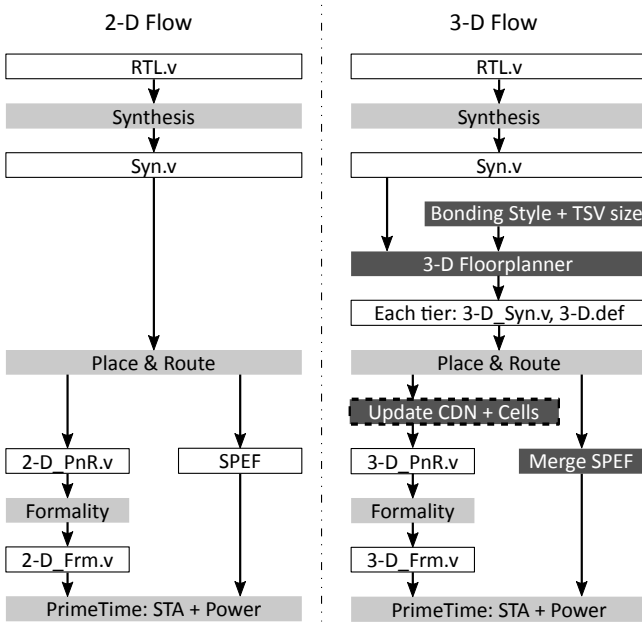 2-D Flow
RTL.v
Synthesis
Syn.v
Place & Route
2-D_PnR.v
SPEF
Formality
2-D_Frm.v
PrimeTime: STA + Power
3-D Flow
RTL.v
Synthesis
Syn.v
Bonding Style + TSV size
3-D Floorplanner
Each tier: 3-D_Syn.v, 3-D.def
Place & Route
Update CDN + Cells
3-D_PnR.v
Merge SPEF
Formality
3-D_Frm.v
PrimeTime: STA + Power